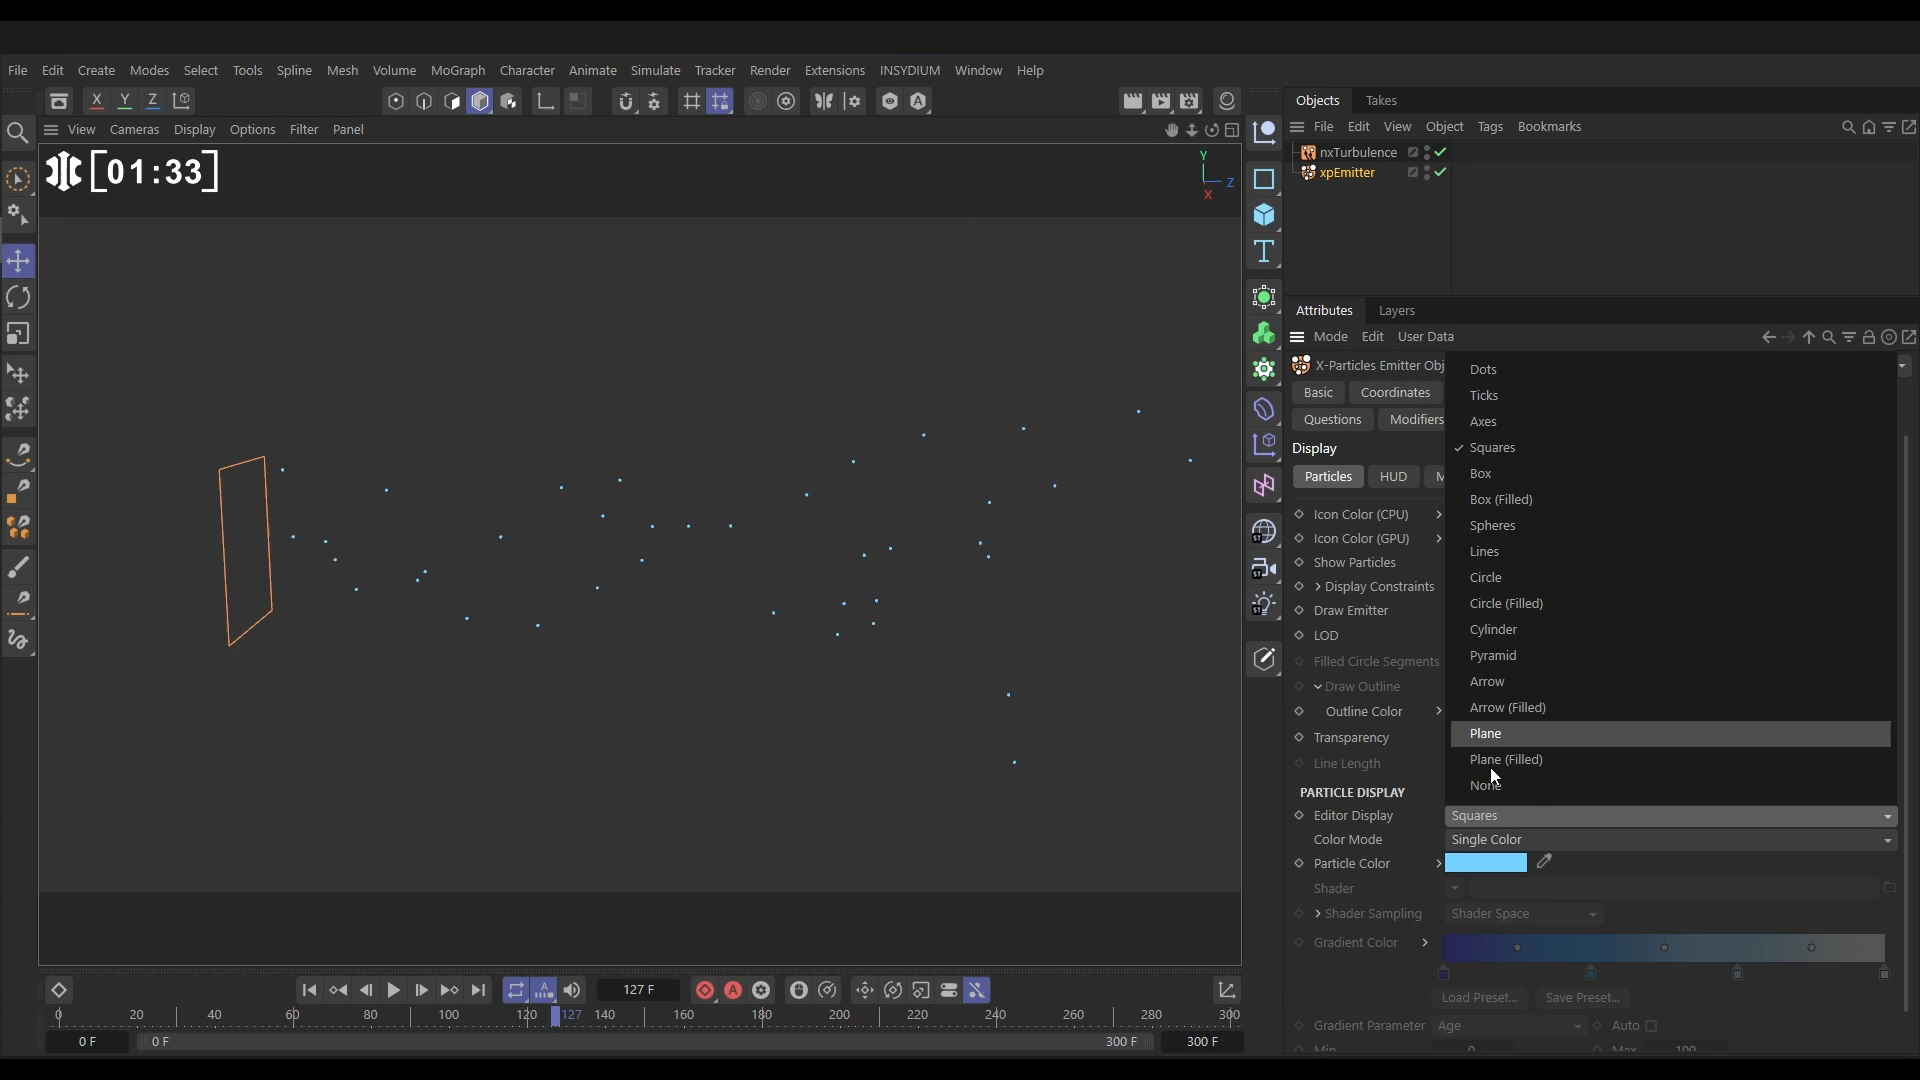 File Edit Create Modes Select Tools Spline Mesh Volume MoGraph Character Animate Simulate Tracker Render Extensions INSYDIUM Window Help
X Y Z
Objects Takes
View Cameras Display Options Filter Panel
File Edit View Object Tags Bookmarks
[01:33]
Y
Z
X
nxTurbulence
xpEmitter
Attributes Layers
Mode Edit User Data
X-Particles Emitter Obj
Basic Coordinates
Questions Modifiers
Display
Particles HUD M
Icon Color (CPU)
Icon Color (GPU)
Show Particles
Display Constraints
Draw Emitter
LOD
Filled Circle Segments
Draw Outline
Outline Color
Transparency
Line Length
Dots
Ticks
Axes
Squares
Box
Box (Filled)
Spheres
Lines
Circle
Circle (Filled)
Cylinder
Pyramid
Arrow
Arrow (Filled)
Plane
Plane (Filled)
None
PARTICLE DISPLAY
Editor Display Squares
Color Mode Single Color
Particle Color
Shader
Shader Sampling Shader Space
Gradient Color
Load Preset... Save Preset...
Gradient Parameter Age Auto
Min 0 Max 100
127 F
0 20 40 60 80 100 120 127 140 160 180 200 220 240 260 280 300
0 F 0 F 300 F 300 F